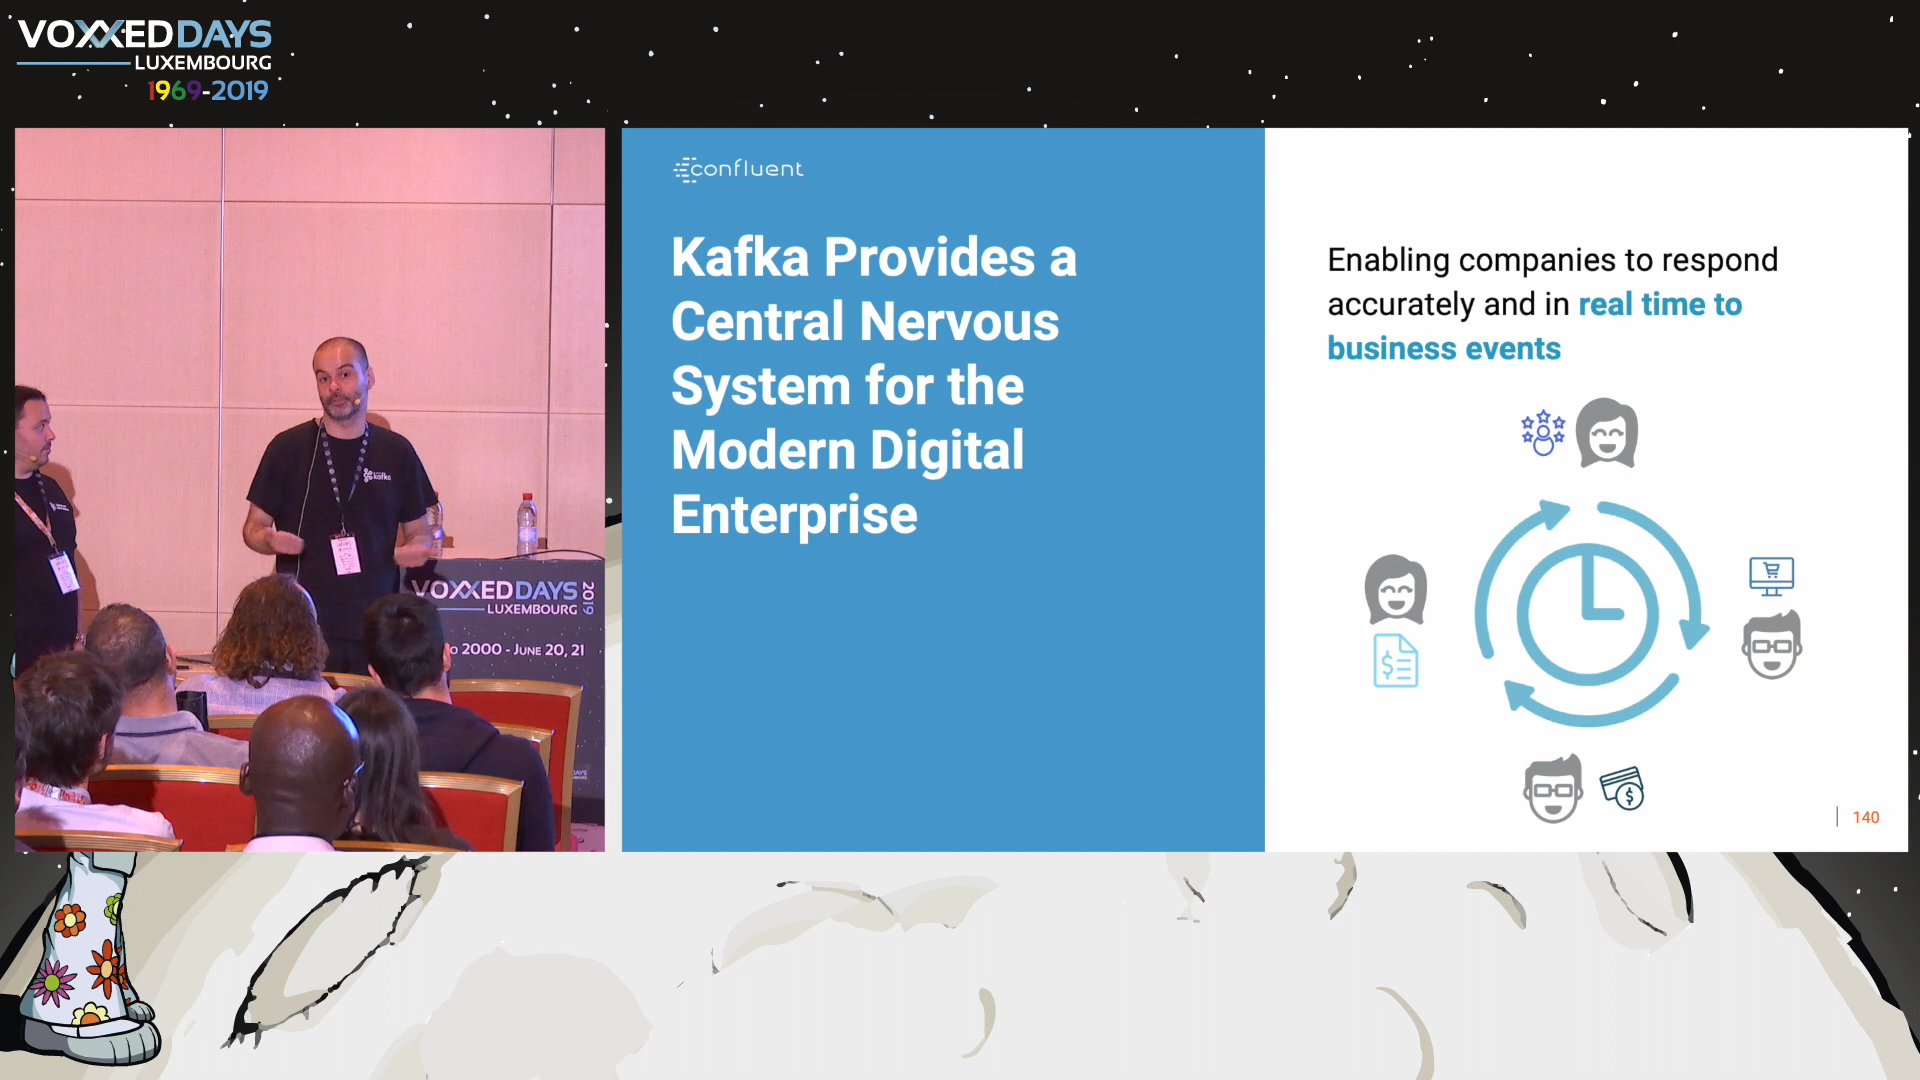 VOXXEDDAYS
LUXEMBOURG
1969-2019
confluent
Kafka Provides a
Central Nervous
System for the
Modern Digital
Enterprise
Enabling companies to respond
accurately and in real time to
business events
140
kafka
VOXXEDDAYS
2019
LUXEMBOURG
2000 - JUNE 20, 21